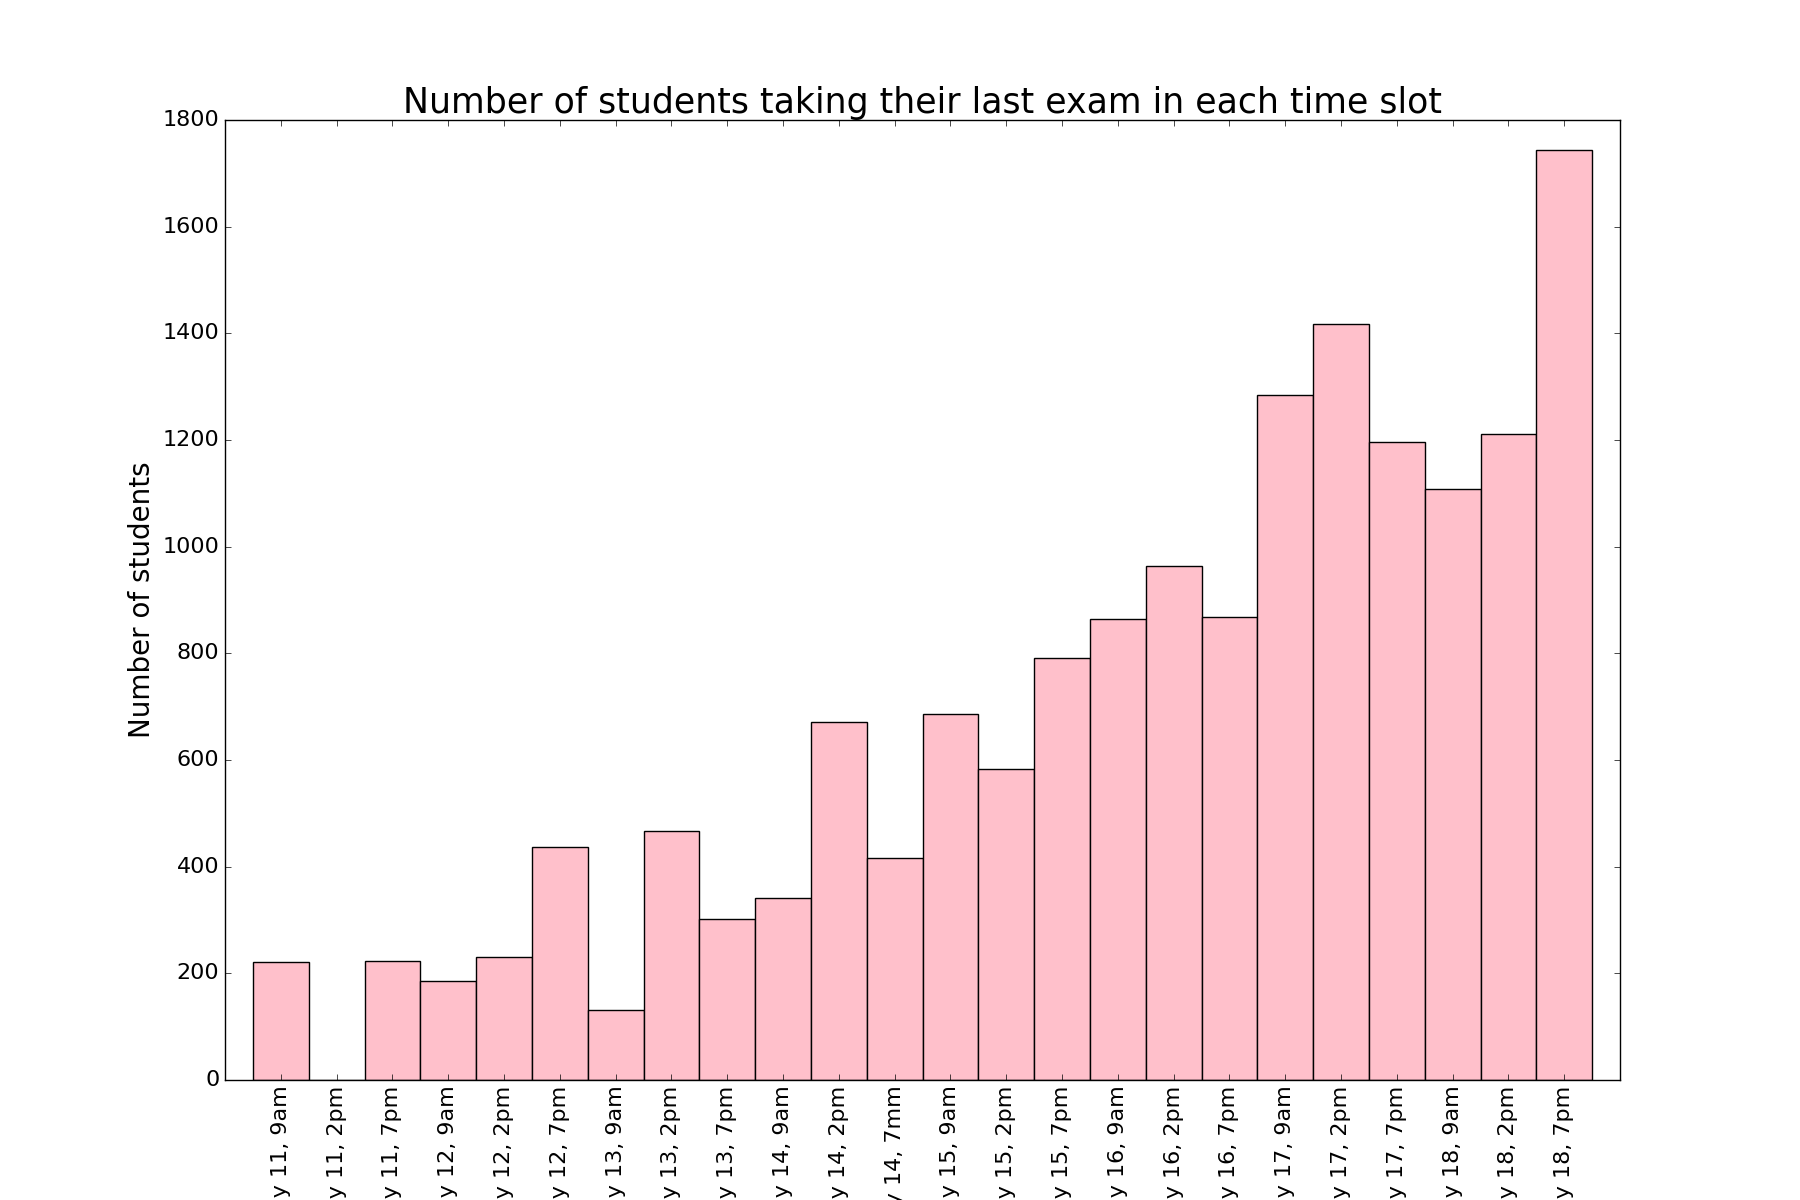 Number of students taking their last exam in each time slot
Number of students
1800
1600
1400
1200
1000
800
600
400
200
0
y 11, 9am
y 11, 2pm
y 11, 7pm
y 12, 9am
y 12, 2pm
y 12, 7pm
y 13, 9am
y 13, 2pm
y 13, 7pm
y 14, 9am
y 14, 2pm
y 14, 7mm
y 15, 9am
y 15, 2pm
y 15, 7pm
y 16, 9am
y 16, 2pm
y 16, 7pm
y 17, 9am
y 17, 2pm
y 17, 7pm
y 18, 9am
y 18, 2pm
y 18, 7pm